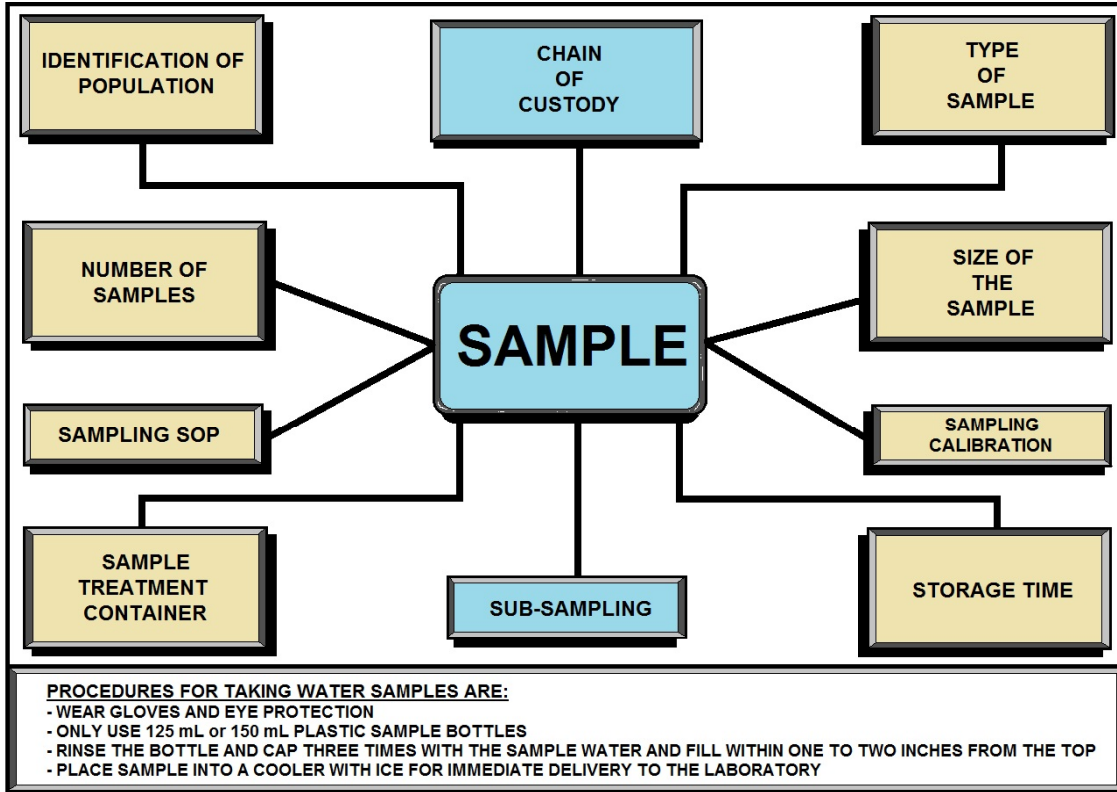 IDENTIFICATION OF
POPULATION
CHAIN
OF
CUSTODY
TYPE
OF
SAMPLE
NUMBER OF
SAMPLES
SAMPLE
SIZE OF
THE
SAMPLE
SAMPLING SOP
SAMPLING
CALIBRATION
SAMPLE
TREATMENT
CONTAINER
SUB-SAMPLING
STORAGE TIME
PROCEDURES FOR TAKING WATER SAMPLES ARE:
- WEAR GLOVES AND EYE PROTECTION
- ONLY USE 125 mL or 150 mL PLASTIC SAMPLE BOTTLES
- RINSE THE BOTTLE AND CAP THREE TIMES WITH THE SAMPLE WATER AND FILL WITHIN ONE TO TWO INCHES FROM THE TOP
- PLACE SAMPLE INTO A COOLER WITH ICE FOR IMMEDIATE DELIVERY TO THE LABORATORY